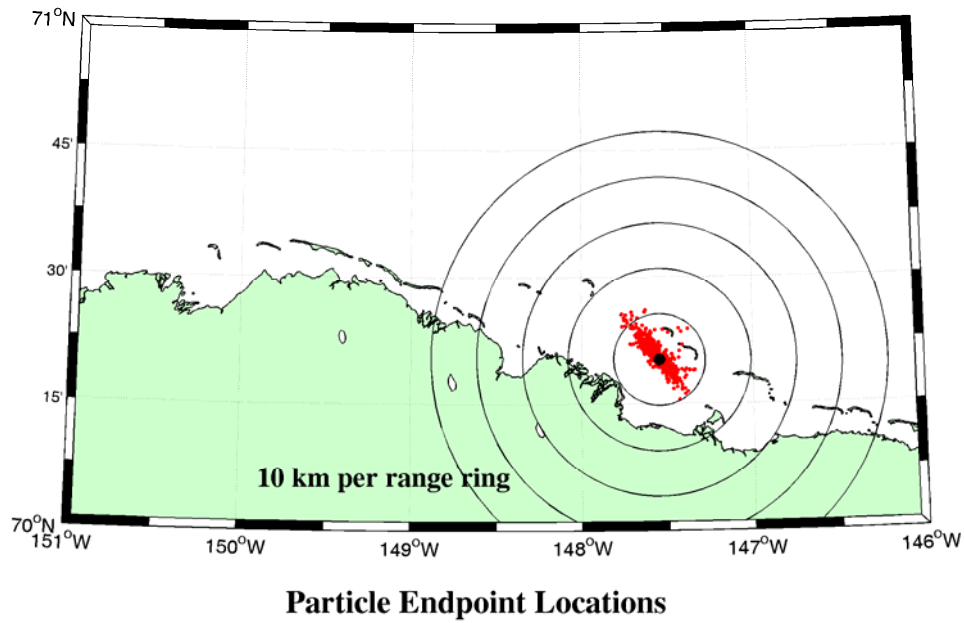 71°N
45'
30'
15'
70°N
151°W
150°W
149°W
148°W
147°W
146°W
10 km per range ring
Particle Endpoint Locations